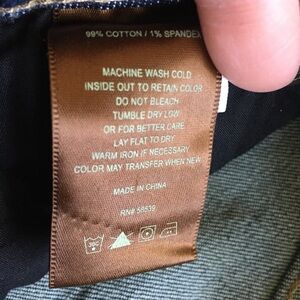 99% COTTON / 1% SPANDEX
MACHINE WASH COLD
INSIDE OUT TO RETAIN COLOR
DO NOT BLEACH
TUMBLE DRY LOW
OR FOR BETTER CARE
LAY FLAT TO DRY
WARM IRON IF NECESSARY
COLOR MAY TRANSFER WHEN NEW
MADE IN CHINA
RN# 56539
30C